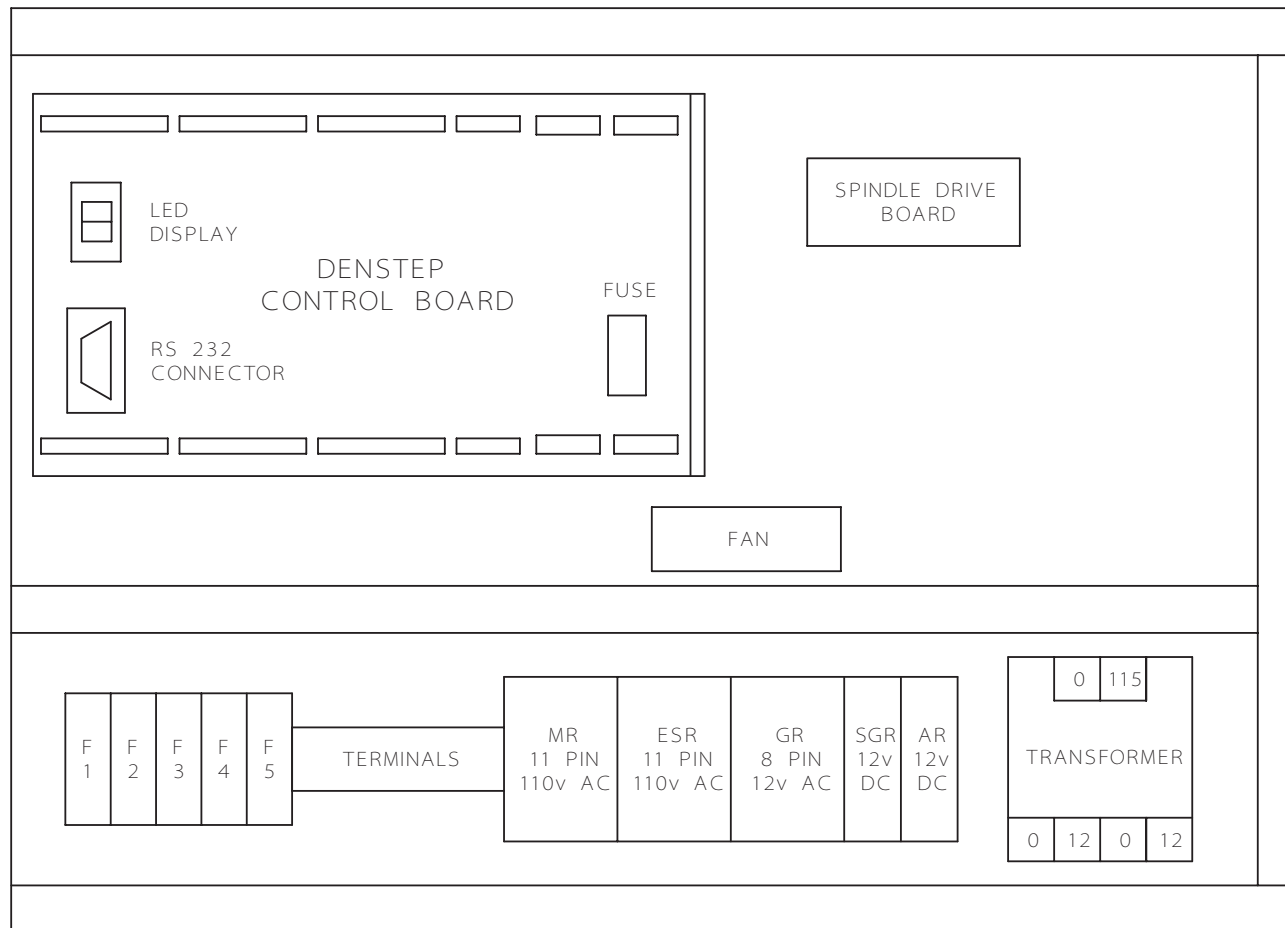 SPINDLE DRIVE
BOARD
LED
DISPLAY
DENSTEP
CONTROL BOARD
FUSE
RS 232
CONNECTOR
FAN
F
1
F
2
F
3
F
4
F
5
TERMINALS
MR
11 PIN
110v AC
ESR
11 PIN
110v AC
GR
8 PIN
12v AC
SGR
12v
DC
AR
12v
DC
0 115
TRANSFORMER
0 12 0 12